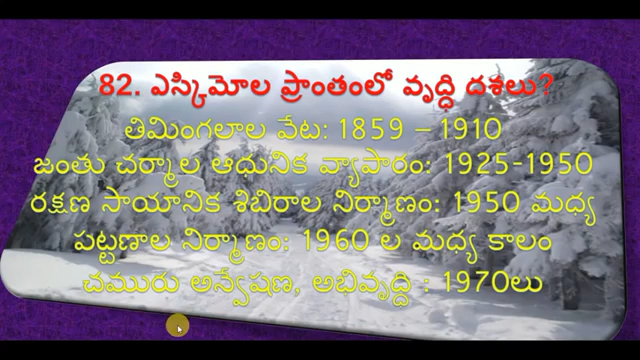 82. ఎస్కిమోల ప్రాంతంలో వృద్ధి దశలు?
తిమింగలాల వేట: 1859 – 1910
జంతు చర్మాల ఆధునిక వ్యాపారం: 1925-1950
రక్షణ సాయానిక శిబిరాల నిర్మాణం: 1950 మధ్య
పట్టణాల నిర్మాణం: 1960 ల మధ్య కాలం
చమురు అన్వేషణ, అభివృద్ధి : 1970లు